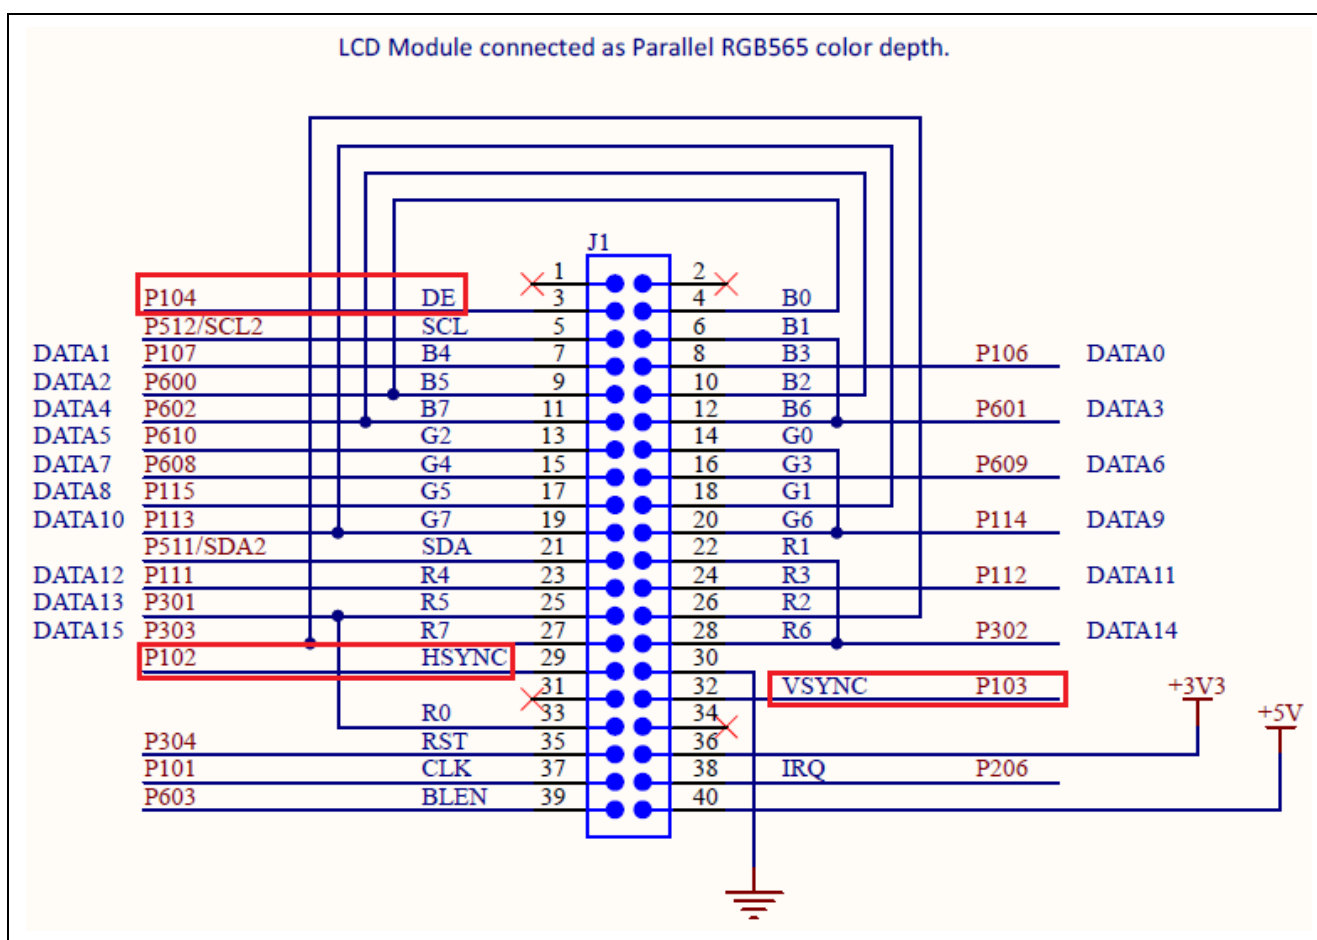 LCD Module connected as Parallel RGB565 color depth.
J1
1 2
P104 DE 3 4 B0
P512/SCL2 SCL 5 6 B1
DATA1 P107 B4 7 8 B3 P106 DATA0
DATA2 P600 B5 9 10 B2
DATA4 P602 B7 11 12 B6 P601 DATA3
DATA5 P610 G2 13 14 G0
DATA7 P608 G4 15 16 G3 P609 DATA6
DATA8 P115 G5 17 18 G1
DATA10 P113 G7 19 20 G6 P114 DATA9
P511/SDA2 SDA 21 22 R1
DATA12 P111 R4 23 24 R3 P112 DATA11
DATA13 P301 R5 25 26 R2
DATA15 P303 R7 27 28 R6 P302 DATA14
P102 HSYNC 29 30
31 32 VSYNC P103 +3V3
R0 33 34 +5V
P304 RST 35 36
P101 CLK 37 38 IRQ P206
P603 BLEN 39 40